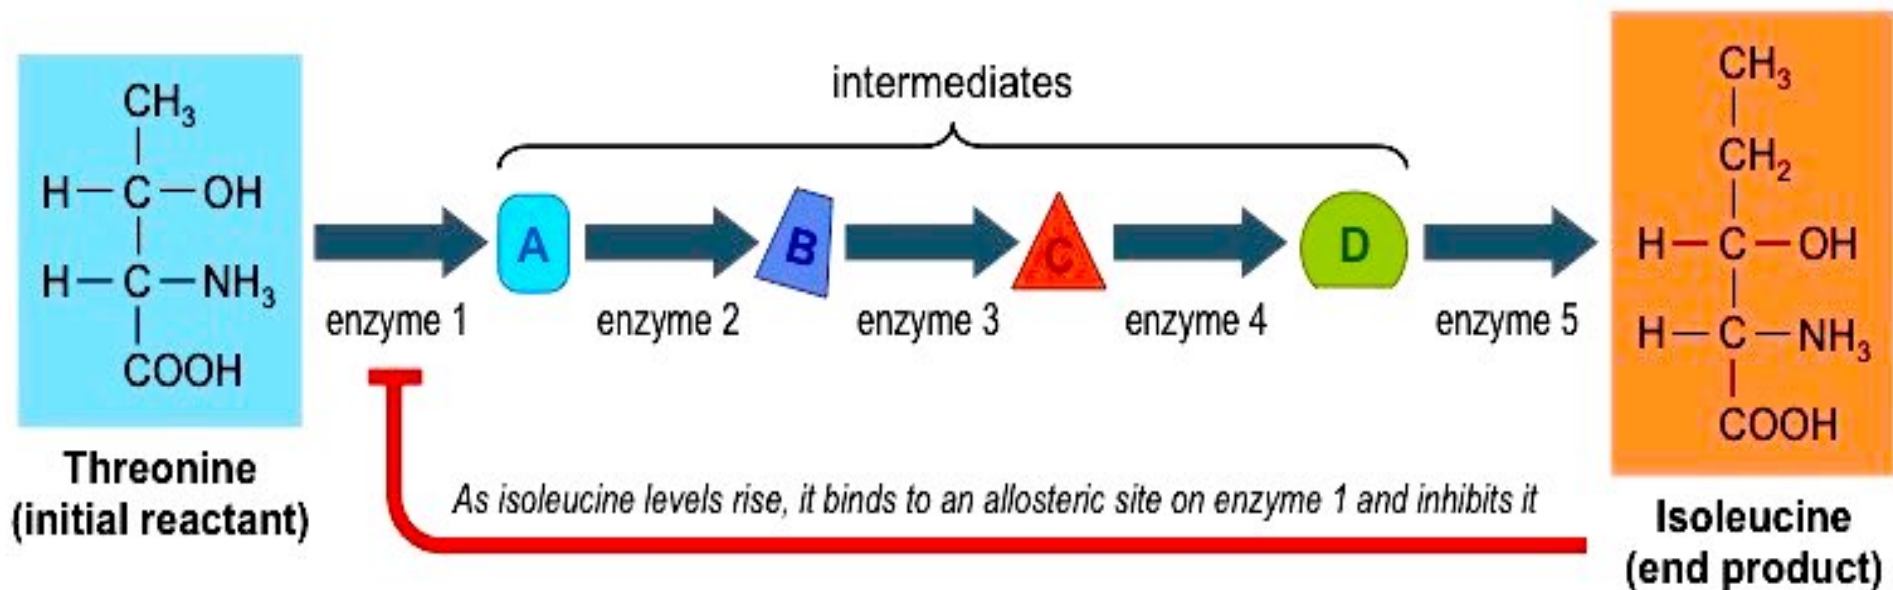 CH₃
H—C—OH
H—C—NH₃
COOH
Threonine
(initial reactant)
intermediates
A
B
C
D
enzyme 1
enzyme 2
enzyme 3
enzyme 4
enzyme 5
As isoleucine levels rise, it binds to an allosteric site on enzyme 1 and inhibits it
CH₃
CH₂
H—C—OH
H—C—NH₃
COOH
Isoleucine
(end product)